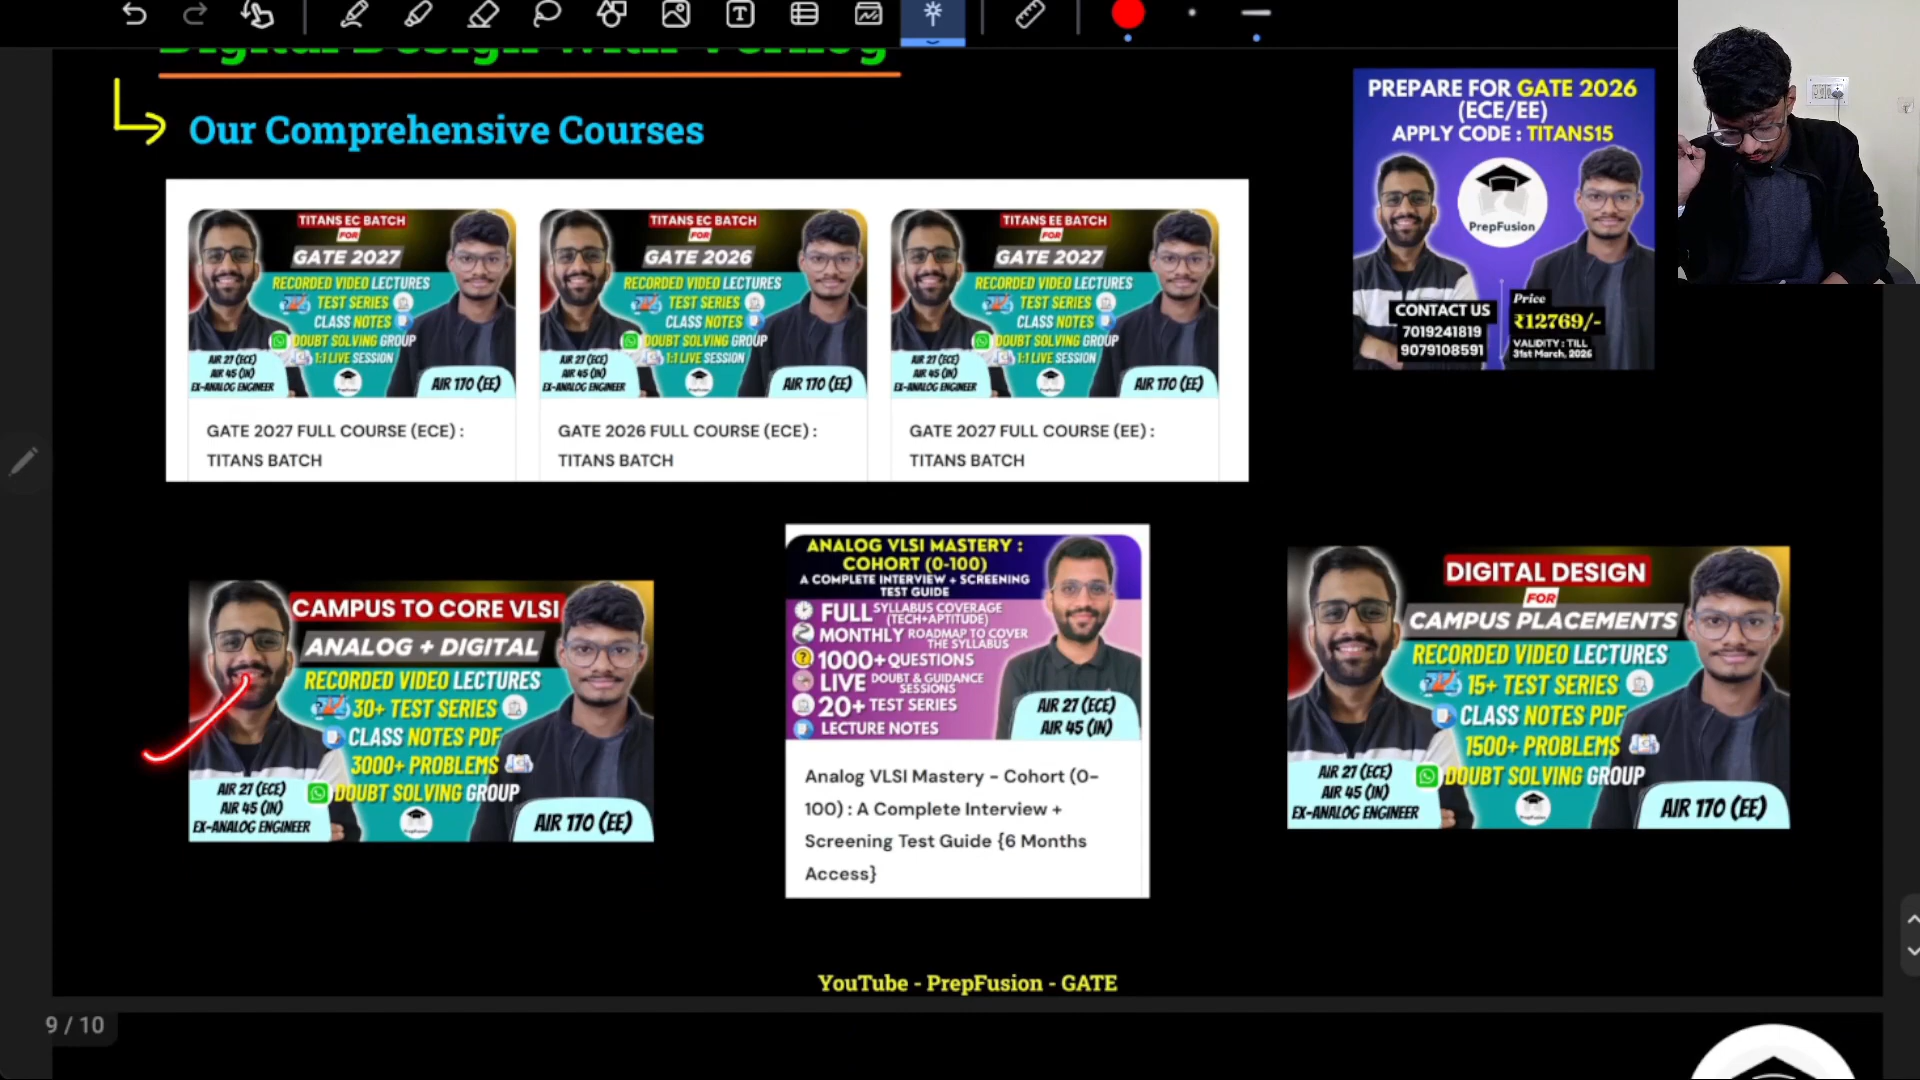 Digital Design with Verilog
Our Comprehensive Courses
PREPARE FOR GATE 2026
(ECE/EE)
APPLY CODE : TITANS15
PrepFusion
CONTACT US
7019241819
9079108591
Price
₹12769/-
VALIDITY : TILL
31st March, 2026
TITANS EC BATCH
FOR
GATE 2027
RECORDED VIDEO LECTURES
TEST SERIES
CLASS NOTES
DOUBT SOLVING GROUP
1:1 LIVE SESSION
AIR 27 (ECE)
AIR 45 (IN)
EX-ANALOG ENGINEER
AIR 170 (EE)
GATE 2027 FULL COURSE (ECE) :
TITANS BATCH
TITANS EC BATCH
FOR
GATE 2026
RECORDED VIDEO LECTURES
TEST SERIES
CLASS NOTES
DOUBT SOLVING GROUP
1:1 LIVE SESSION
AIR 27 (ECE)
AIR 45 (IN)
EX-ANALOG ENGINEER
AIR 170 (EE)
GATE 2026 FULL COURSE (ECE) :
TITANS BATCH
TITANS EE BATCH
FOR
GATE 2027
RECORDED VIDEO LECTURES
TEST SERIES
CLASS NOTES
DOUBT SOLVING GROUP
1:1 LIVE SESSION
AIR 27 (ECE)
AIR 45 (IN)
EX-ANALOG ENGINEER
AIR 170 (EE)
GATE 2027 FULL COURSE (EE) :
TITANS BATCH
CAMPUS TO CORE VLSI
ANALOG + DIGITAL
RECORDED VIDEO LECTURES
30+ TEST SERIES
CLASS NOTES PDF
3000+ PROBLEMS
DOUBT SOLVING GROUP
AIR 27 (ECE)
AIR 45 (IN)
EX-ANALOG ENGINEER
PrepFusion
AIR 170 (EE)
ANALOG VLSI MASTERY :
COHORT (0-100)
A COMPLETE INTERVIEW + SCREENING
TEST GUIDE
FULL SYLLABUS COVERAGE
(TECH+APTITUDE)
MONTHLY ROADMAP TO COVER
THE SYLLABUS
1000+ QUESTIONS
LIVE DOUBT & GUIDANCE
SESSIONS
20+ TEST SERIES
LECTURE NOTES
AIR 27 (ECE)
AIR 45 (IN)
Analog VLSI Mastery - Cohort (0-
100) : A Complete Interview +
Screening Test Guide {6 Months
Access}
DIGITAL DESIGN
FOR
CAMPUS PLACEMENTS
RECORDED VIDEO LECTURES
15+ TEST SERIES
CLASS NOTES PDF
1500+ PROBLEMS
DOUBT SOLVING GROUP
AIR 27 (ECE)
AIR 45 (IN)
EX-ANALOG ENGINEER
PrepFusion
AIR 170 (EE)
YouTube - PrepFusion - GATE
9 / 10